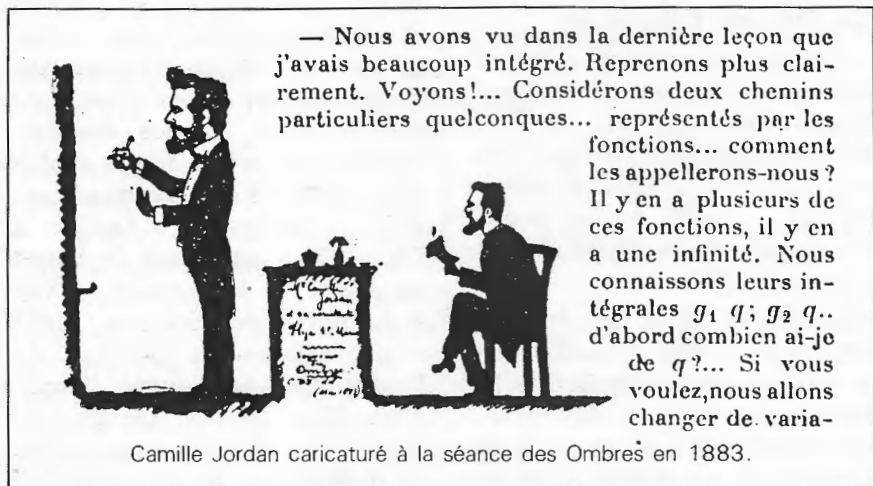 — Nous avons vu dans la dernière leçon que
j'avais beaucoup intégré. Reprenons plus clai-
rement. Voyons!... Considérons deux chemins
particuliers quelconques... représentés par les
fonctions... comment
les appellerons-nous ?
Il y en a plusieurs de
ces fonctions, il y en
a une infinité. Nous
connaissons leurs in-
tégrales g₁ q ; g₂ q..
d'abord combien ai-je
de q ?... Si vous
voulez, nous allons
changer de varia-
Jordan
Camille Jordan caricaturé à la séance des Ombres en 1883.